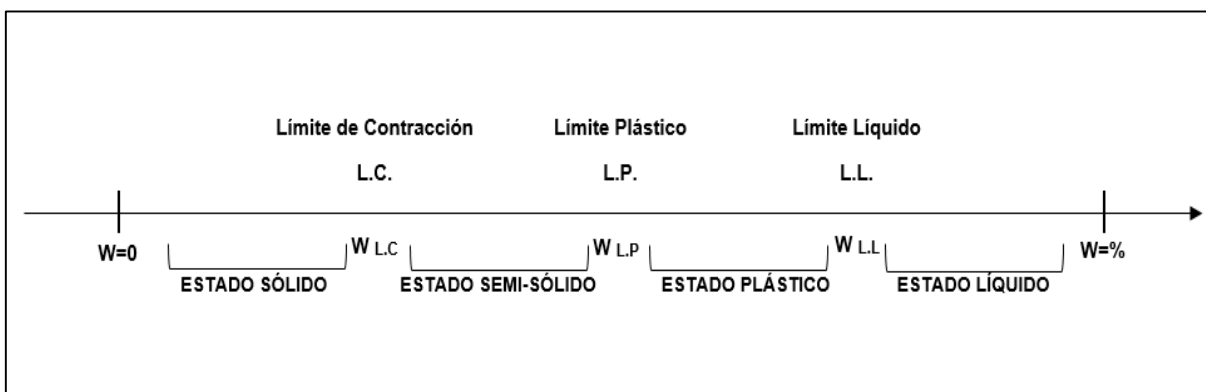 Límite de Contracción Límite Plástico Límite Líquido
L.C. L.P. L.L.
W=0 W L.C W L.P W L.L W=%
ESTADO SÓLIDO ESTADO SEMI-SÓLIDO ESTADO PLÁSTICO ESTADO LÍQUIDO